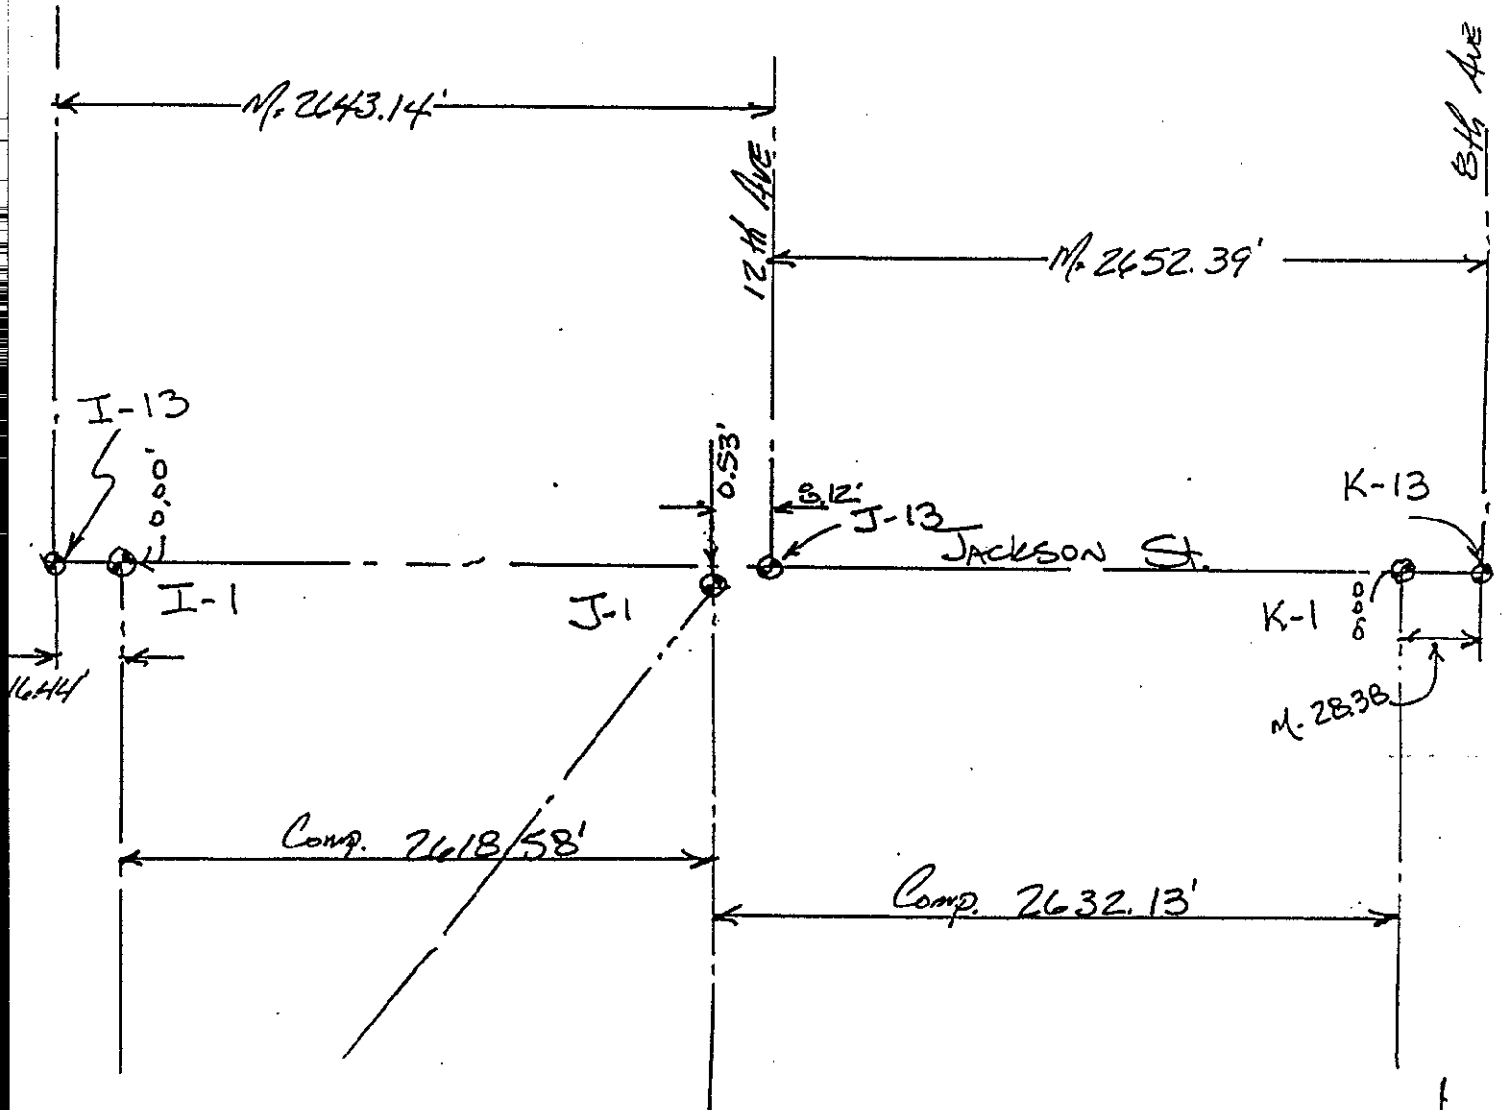 M. 2643.14'
8th Ave
12th Ave
M. 2652.39'
I-13
0.00'
0.53'
8.12'
J-13
K-13
Jackson St.
I-1
J-1
K-1
0.00
16.44'
M. 28.38
Comp. 2618.58'
Comp. 2632.13'